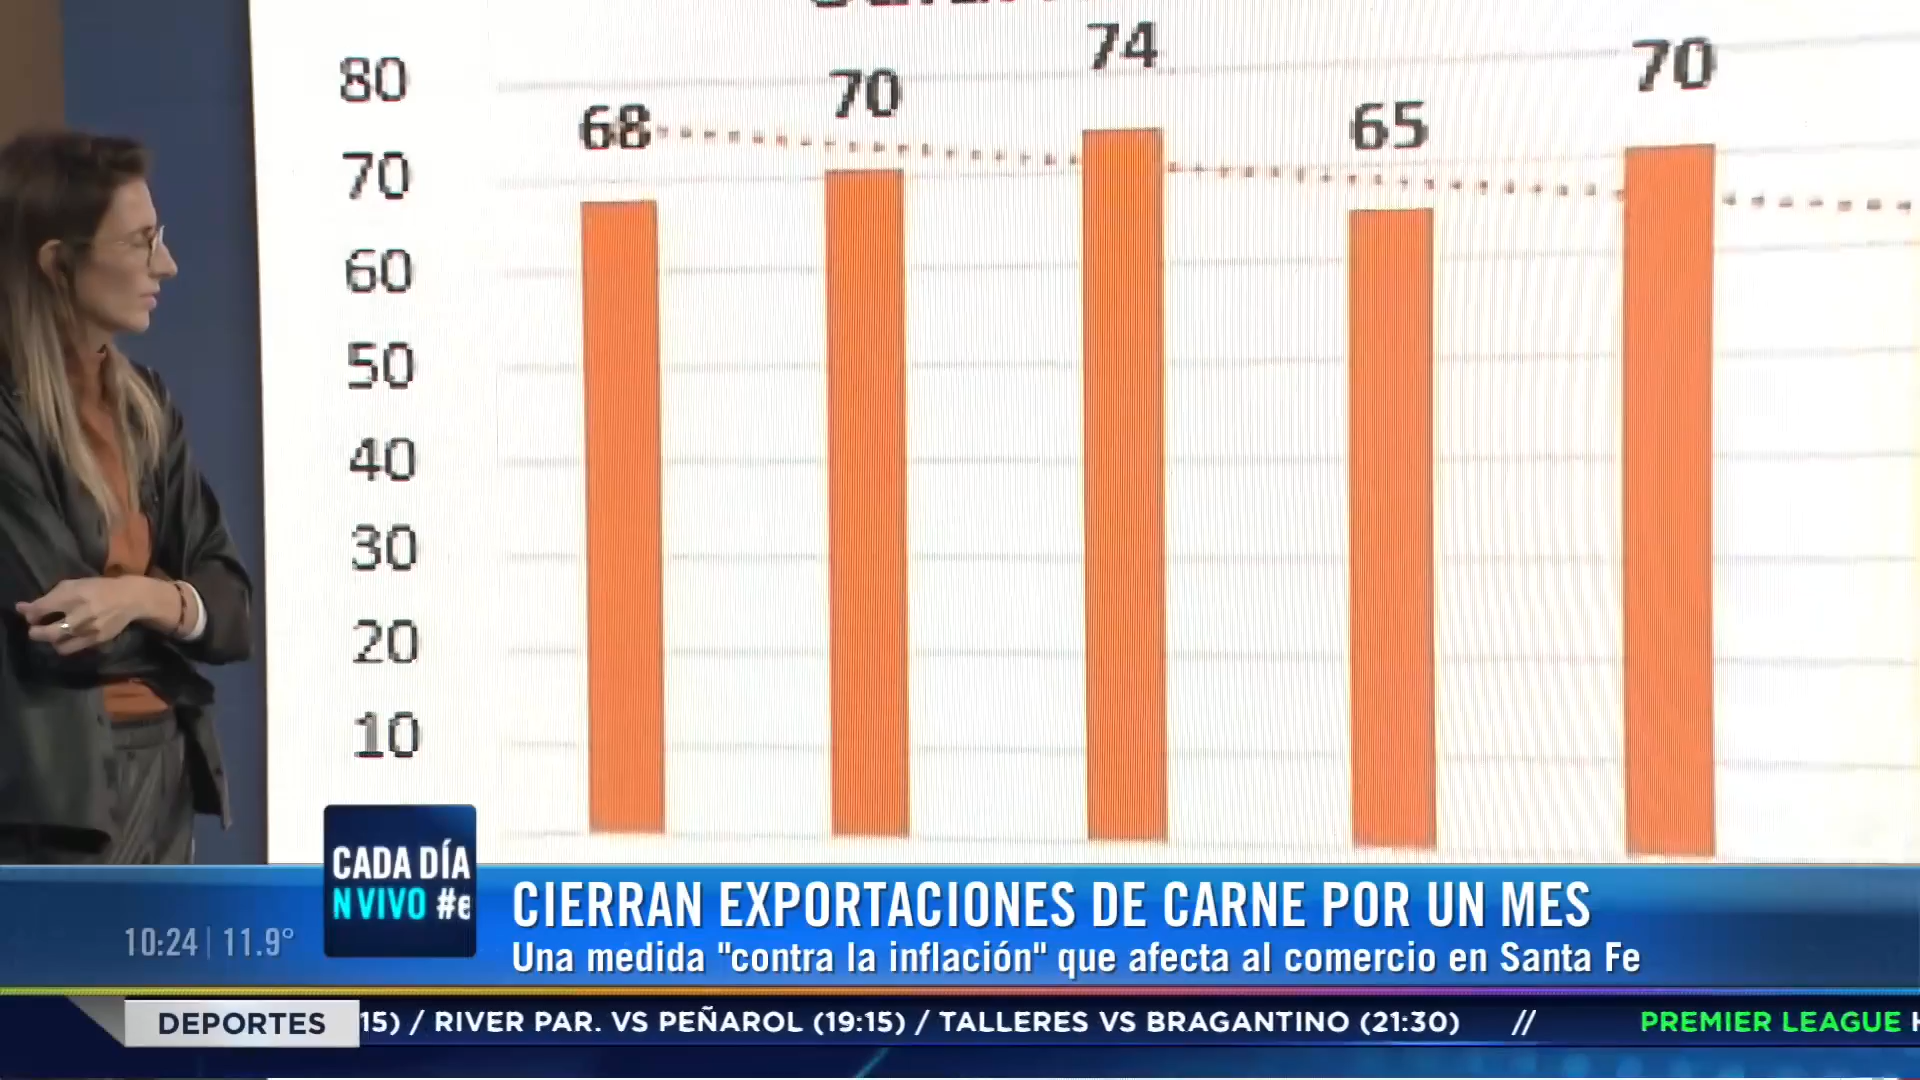 80
70
60
50
40
30
20
10
68
70
74
65
70
CADA DÍA
N VIVO #e
CIERRAN EXPORTACIONES DE CARNE POR UN MES
Una medida "contra la inflación" que afecta al comercio en Santa Fe
10:24 | 11.9°
DEPORTES
15) / RIVER PAR. VS PEÑAROL (19:15) / TALLERES VS BRAGANTINO (21:30) // PREMIER LEAGUE